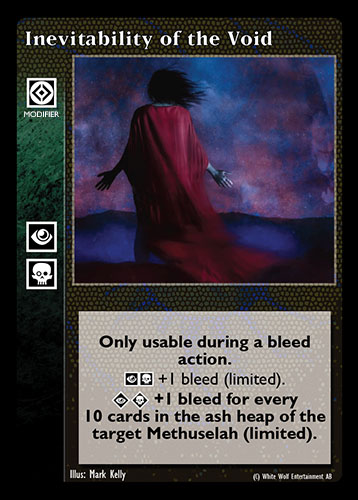 Inevitability of the Void
MODIFIER
Only usable during a bleed
action.
+1 bleed (limited).
+1 bleed for every
10 cards in the ash heap of the
target Methuselah (limited).
Illus: Mark Kelly
(C) White Wolf Entertainment AB